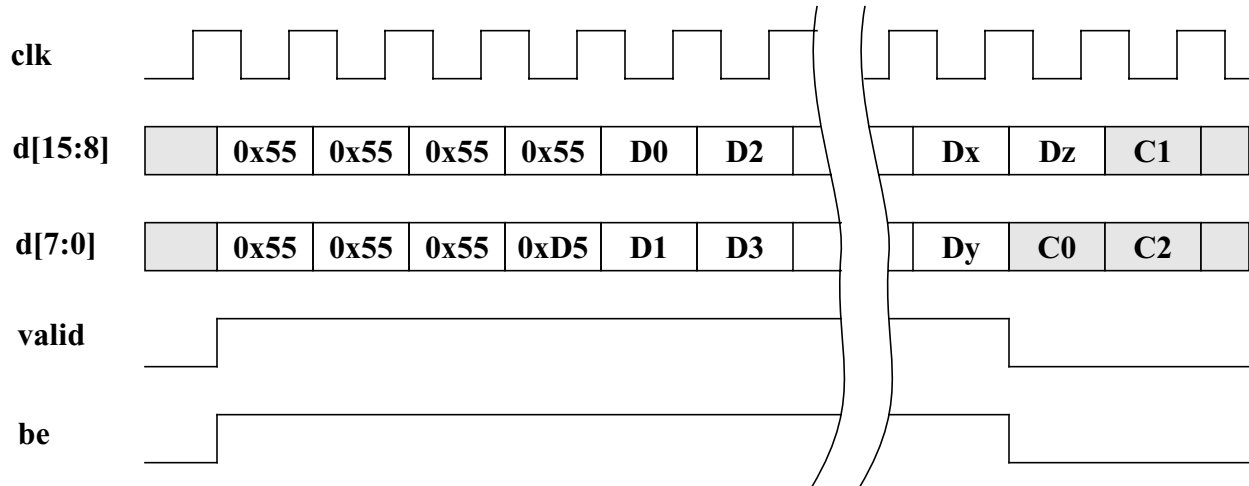 clk
d[15:8] 0x55 0x55 0x55 0x55 D0 D2 Dx Dz C1
d[7:0] 0x55 0x55 0x55 0xD5 D1 D3 Dy C0 C2
valid
be